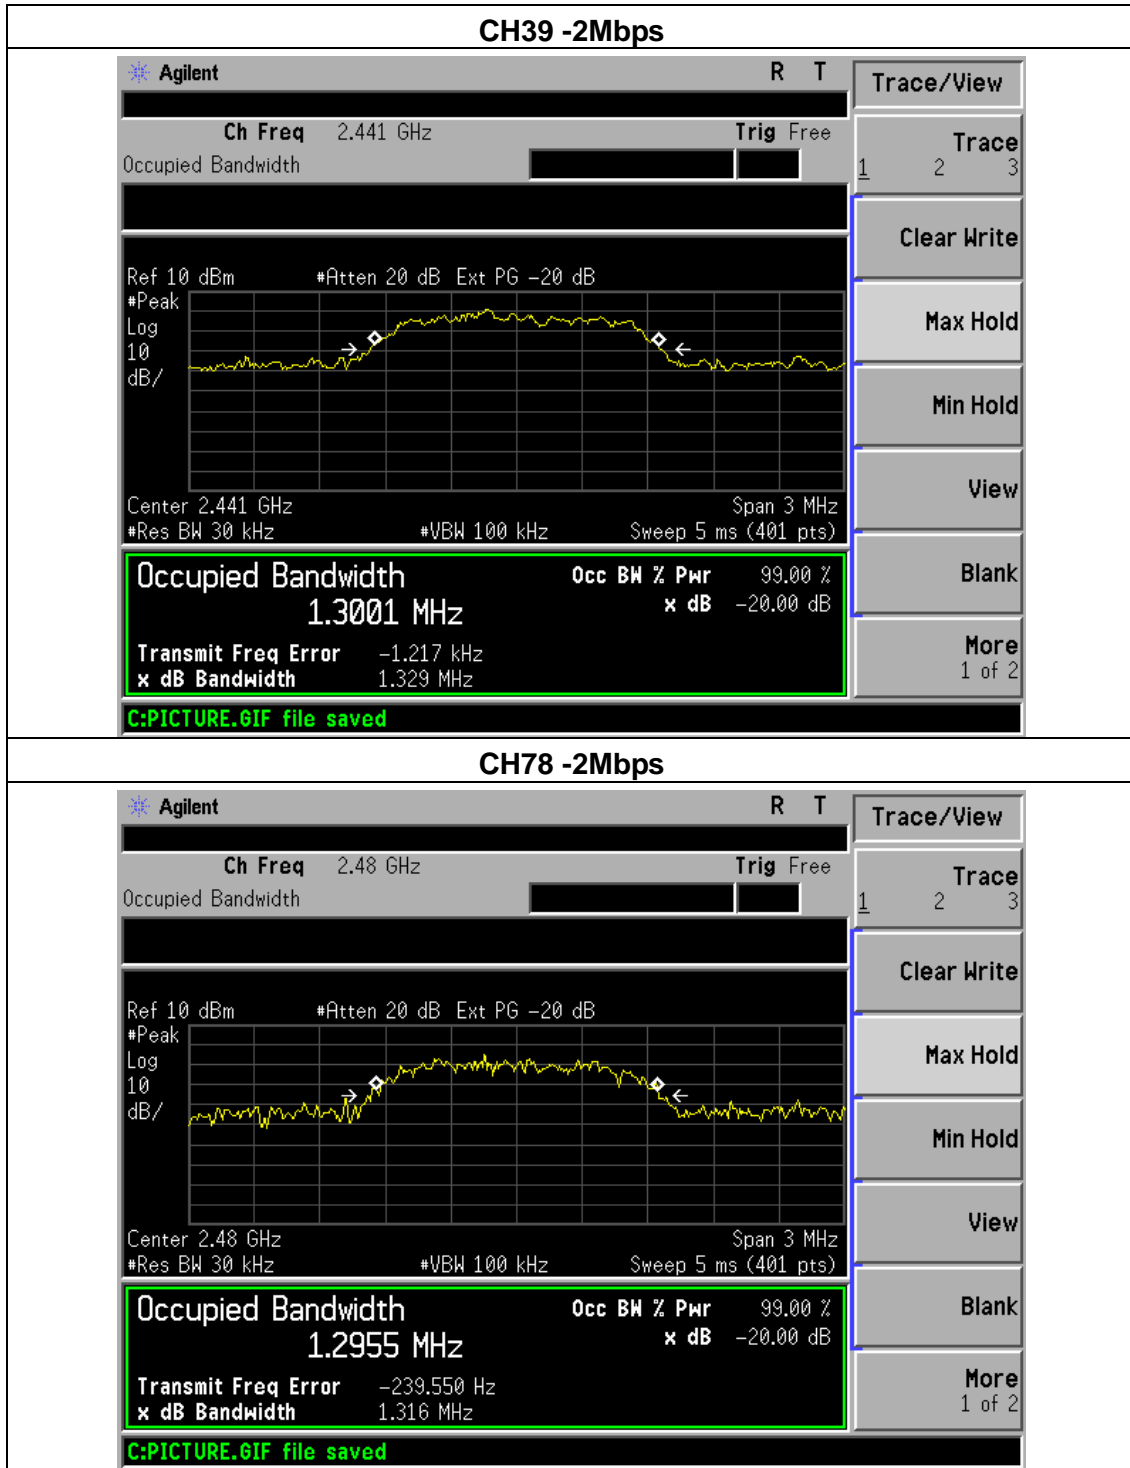 CH39 -2Mbps
Agilent R T
Trace/View
Ch Freq 2.441 GHz Trig Free
Occupied Bandwidth
Trace
1 2 3
Clear Write
Ref 10 dBm #Atten 20 dB Ext PG -20 dB
#Peak
Log
10
dB/
Max Hold
Min Hold
View
Center 2.441 GHz Span 3 MHz
#Res BW 30 kHz #VBW 100 kHz Sweep 5 ms (401 pts)
Occupied Bandwidth Occ BW % Pwr 99.00 %
1.3001 MHz x dB -20.00 dB
Blank
Transmit Freq Error -1.217 kHz
x dB Bandwidth 1.329 MHz
More
1 of 2
C:PICTURE.GIF file saved
CH78 -2Mbps
Agilent R T
Trace/View
Ch Freq 2.48 GHz Trig Free
Occupied Bandwidth
Trace
1 2 3
Clear Write
Ref 10 dBm #Atten 20 dB Ext PG -20 dB
#Peak
Log
10
dB/
Max Hold
Min Hold
View
Center 2.48 GHz Span 3 MHz
#Res BW 30 kHz #VBW 100 kHz Sweep 5 ms (401 pts)
Occupied Bandwidth Occ BW % Pwr 99.00 %
1.2955 MHz x dB -20.00 dB
Blank
Transmit Freq Error -239.550 Hz
x dB Bandwidth 1.316 MHz
More
1 of 2
C:PICTURE.GIF file saved